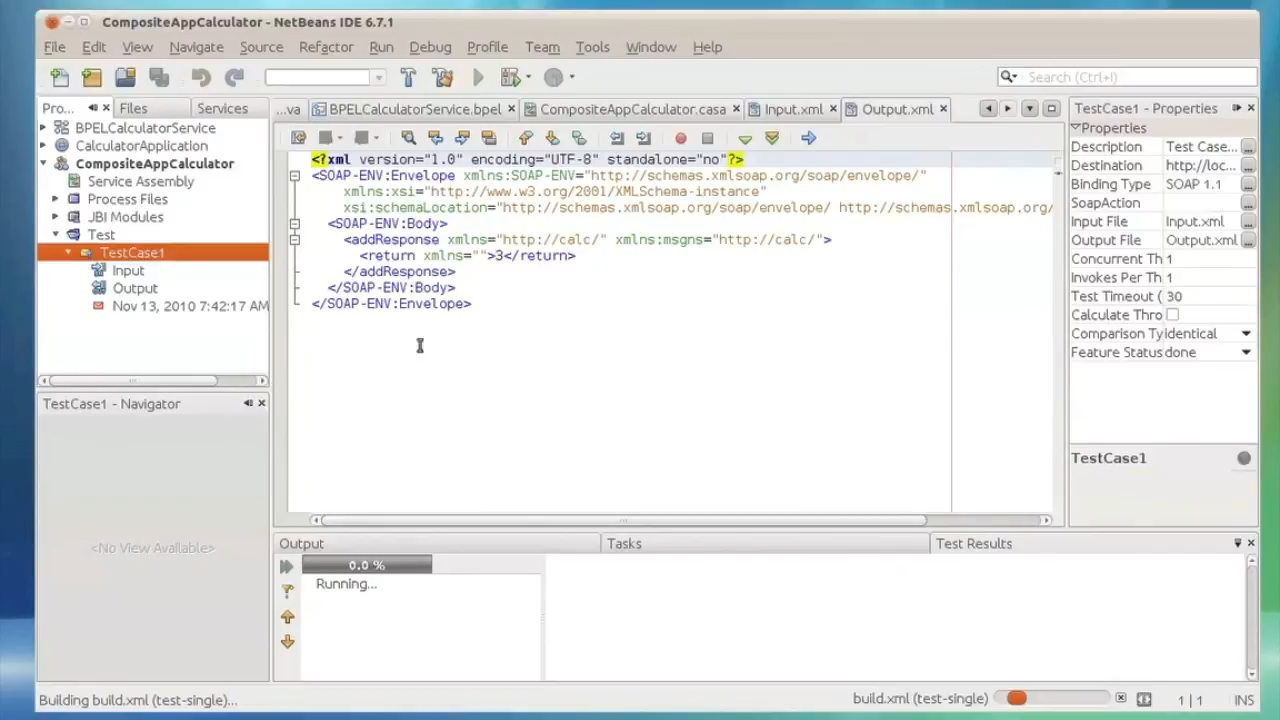 CompositeAppCalculator - NetBeans IDE 6.7.1
File Edit View Navigate Source Refactor Run Debug Profile Team Tools Window Help
Search (Ctrl+I)
Pro... Files Services
BPELCalculatorService
CalculatorApplication
CompositeAppCalculator
Service Assembly
Process Files
JBI Modules
Test
TestCase1
Input
Output
Nov 13, 2010 7:42:17 AM
TestCase1 - Navigator
<No View Available>
...va BPELCalculatorService.bpel CompositeAppCalculator.casa Input.xml Output.xml
<?xml version="1.0" encoding="UTF-8" standalone="no"?>
<SOAP-ENV:Envelope xmlns:SOAP-ENV="http://schemas.xmlsoap.org/soap/envelope/"
xmlns:xsi="http://www.w3.org/2001/XMLSchema-instance"
xsi:schemaLocation="http://schemas.xmlsoap.org/soap/envelope/ http://schemas.xmlsoap.org/
<SOAP-ENV:Body>
<addResponse xmlns="http://calc/" xmlns:msgns="http://calc/">
<return xmlns="">3</return>
</addResponse>
</SOAP-ENV:Body>
</SOAP-ENV:Envelope>
TestCase1 - Properties
Properties
Description Test Case...
Destination http://loc...
Binding Type SOAP 1.1
SoapAction
Input File Input.xml
Output File Output.xml
Concurrent Th 1
Invokes Per Th 1
Test Timeout ( 30
Calculate Thro
Comparison Ty identical
Feature Status done
TestCase1
Output Tasks Test Results
0.0 %
Running...
Building build.xml (test-single)...
build.xml (test-single)
1 | 1 INS